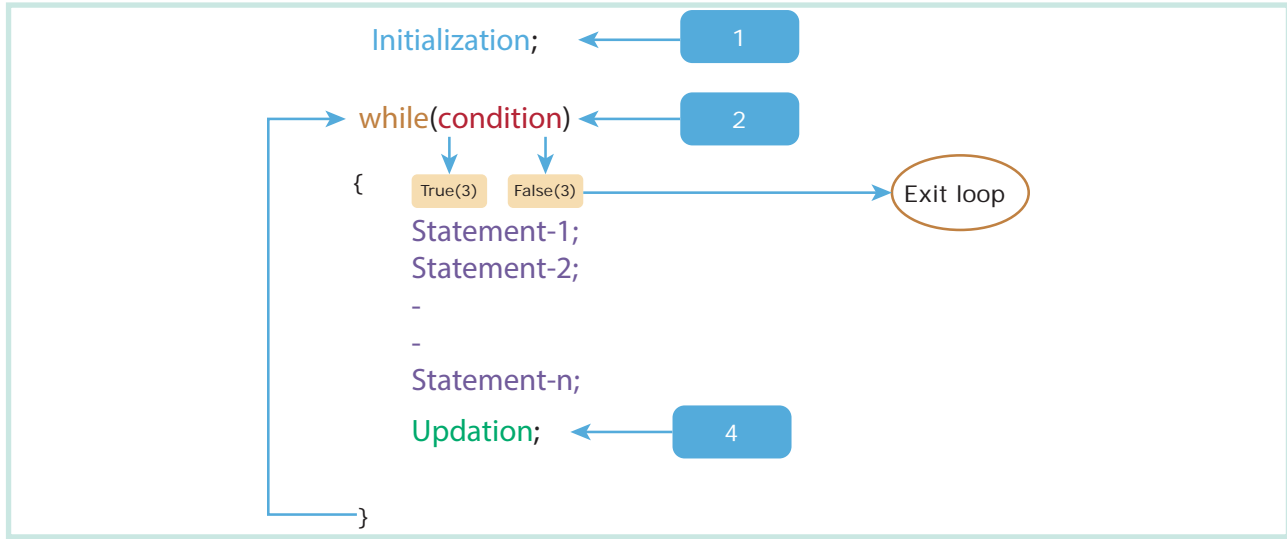 Initialization; 1
while(condition) 2
{ True(3) False(3) Exit loop
Statement-1;
Statement-2;
-
-
Statement-n;
Updation; 4
}